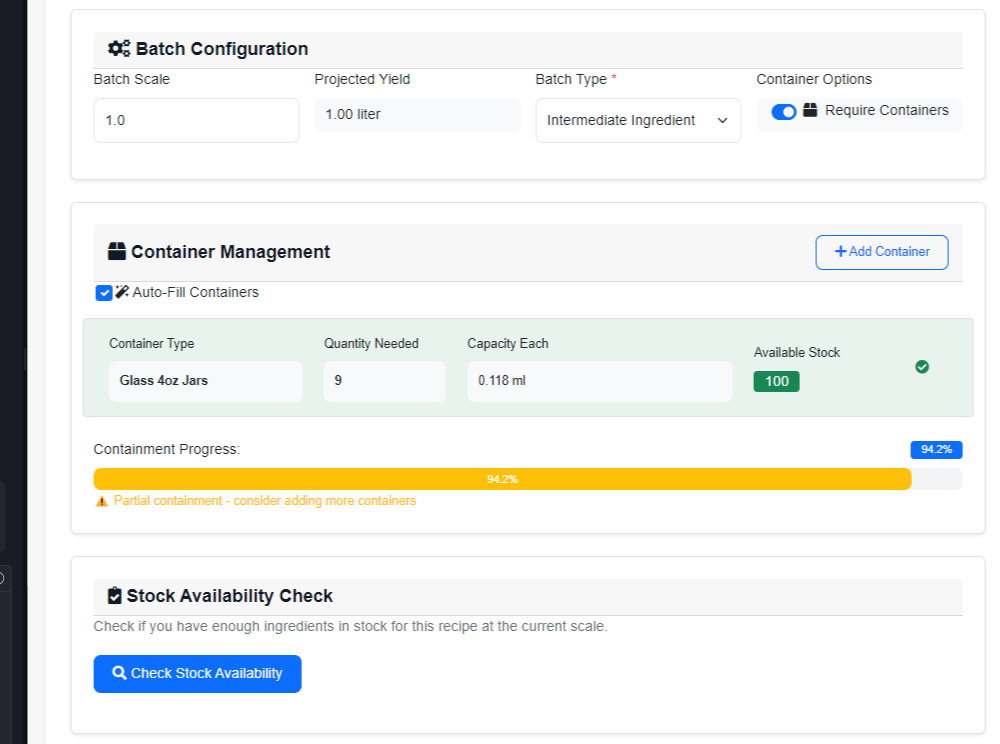 Batch Configuration
Batch Scale Projected Yield Batch Type * Container Options
1.0 1.00 liter Intermediate Ingredient Require Containers
Container Management
+ Add Container
Auto-Fill Containers
Container Type Quantity Needed Capacity Each Available Stock
Glass 4oz Jars 9 0.118 ml 100
Containment Progress: 94.2%
94.2%
Partial containment - consider adding more containers
Stock Availability Check
Check if you have enough ingredients in stock for this recipe at the current scale.
Check Stock Availability